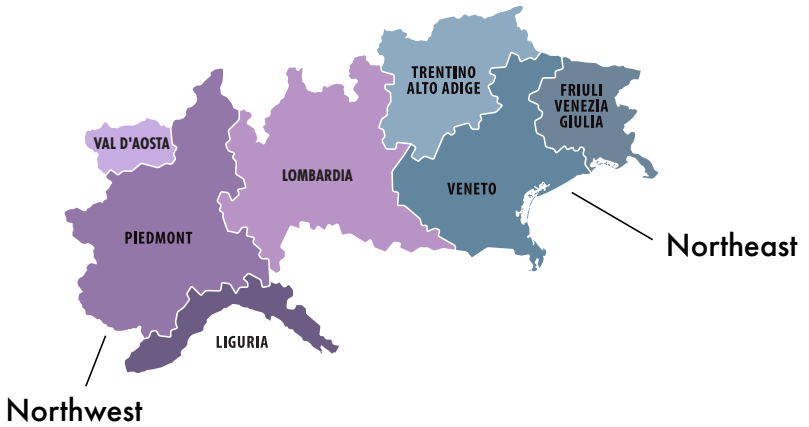 TRENTINO
ALTO ADIGE
FRIULI
VENEZIA
GIULIA
VAL D'AOSTA
LOMBARDIA
VENETO
PIEDMONT
Northeast
LIGURIA
Northwest